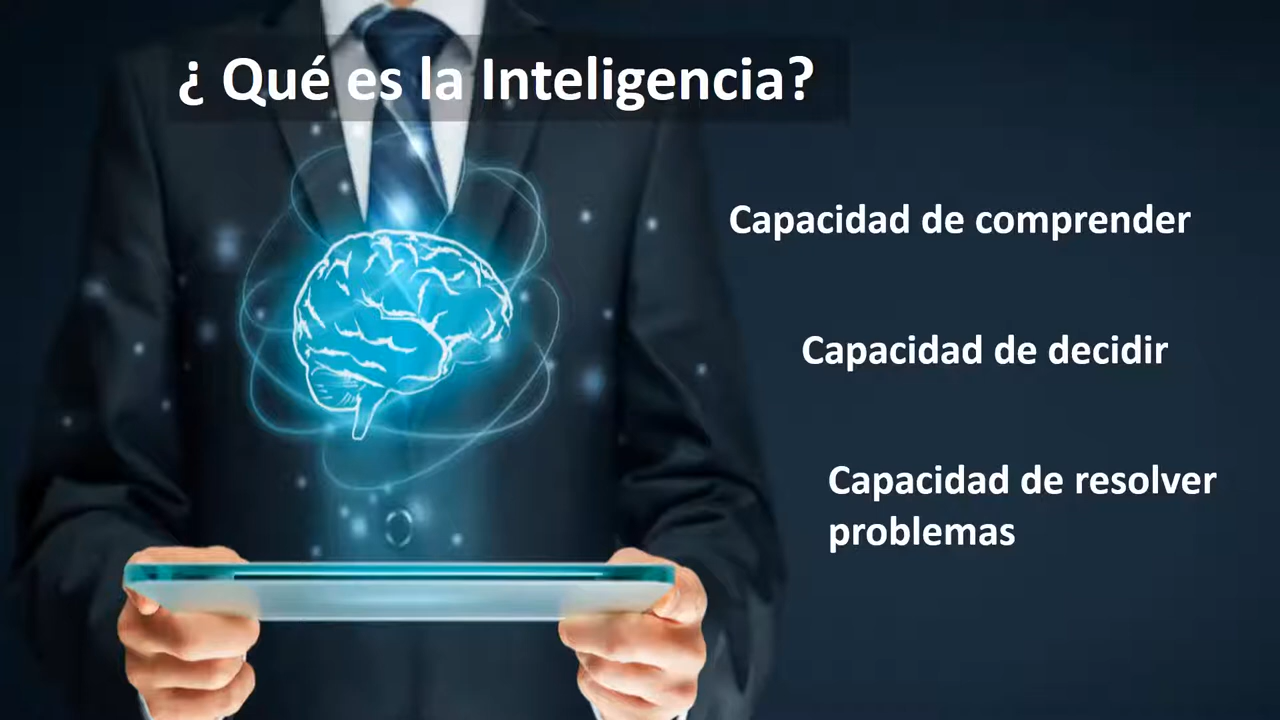 ¿ Qué es la Inteligencia?
Capacidad de comprender
Capacidad de decidir
Capacidad de resolver
problemas